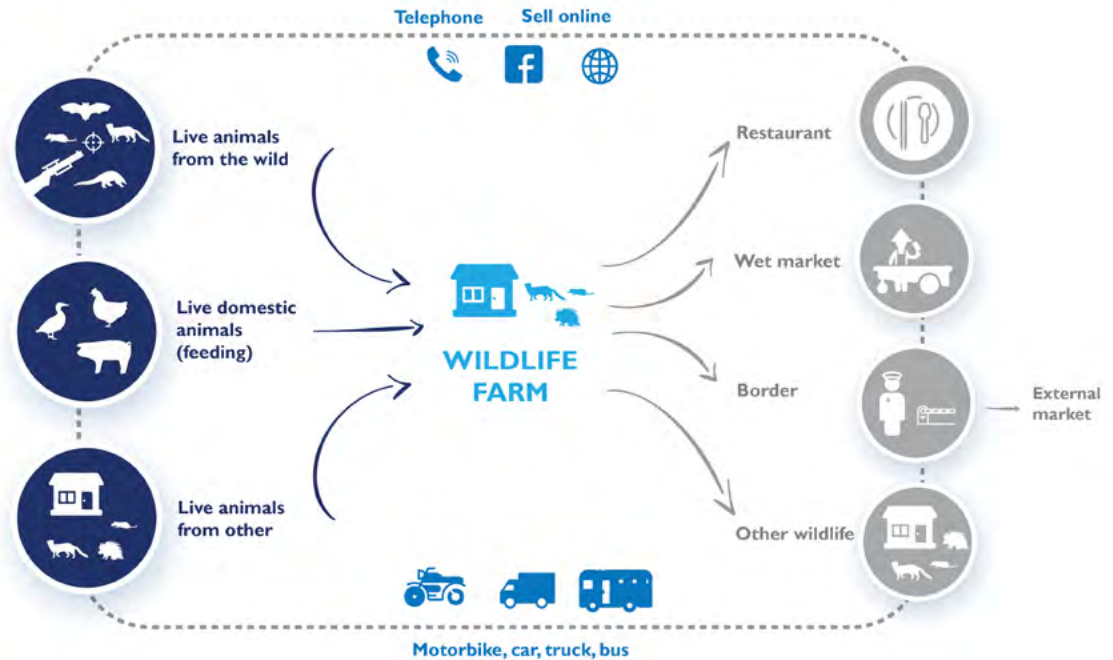 Telephone
Sell online
Live animals
from the wild
Restaurant
Wet market
Live domestic
animals
(feeding)
WILDLIFE
FARM
Border
External
market
Live animals
from other
Other wildlife
Motorbike, car, truck, bus